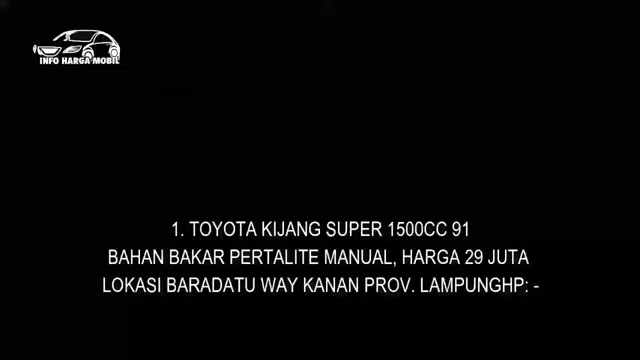 INFO HARGA MOBIL
1. TOYOTA KIJANG SUPER 1500CC 91
BAHAN BAKAR PERTALITE MANUAL, HARGA 29 JUTA
LOKASI BARADATU WAY KANAN PROV. LAMPUNGHP: -